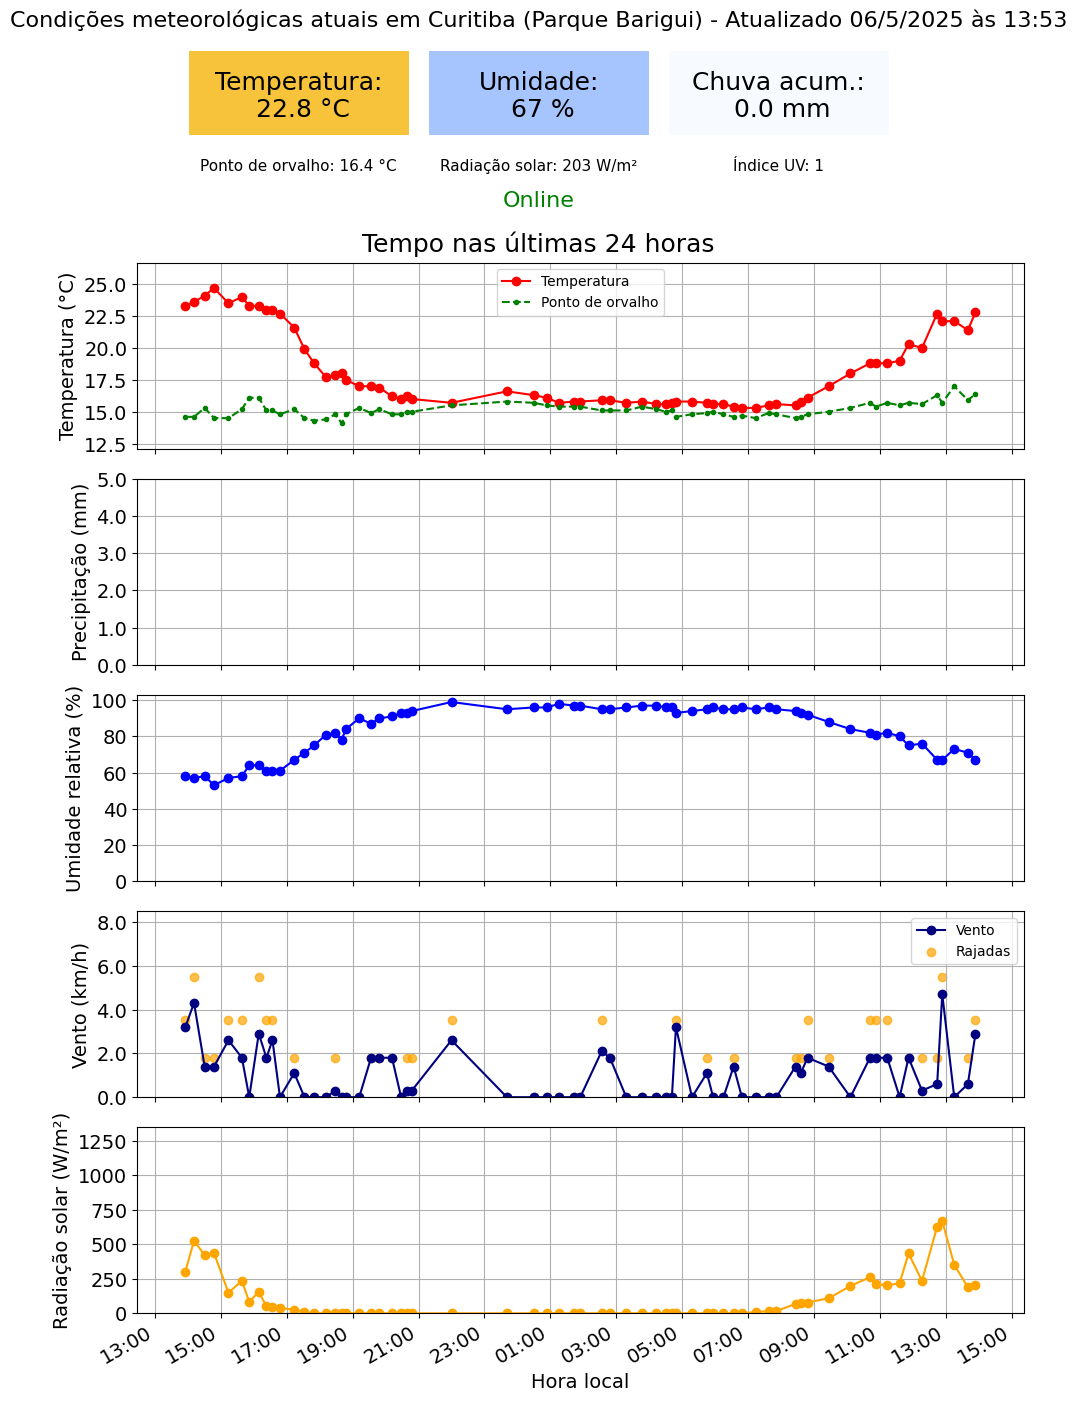 Condições meteorológicas atuais em Curitiba (Parque Barigui) - Atualizado 06/5/2025 às 13:53
Temperatura:
22.8 °C
Umidade:
67 %
Chuva acum.:
0.0 mm
Ponto de orvalho: 16.4 °C
Radiação solar: 203 W/m²
Índice UV: 1
Online
Tempo nas últimas 24 horas
Temperatura (°C)
25.0
22.5
20.0
17.5
15.0
12.5
Temperatura
Ponto de orvalho
Precipitação (mm)
5.0
4.0
3.0
2.0
1.0
0.0
Umidade relativa (%)
100
80
60
40
20
0
Vento (km/h)
8.0
6.0
4.0
2.0
0.0
Vento
Rajadas
Radiação solar (W/m²)
1250
1000
750
500
250
0
13:00
15:00
17:00
19:00
21:00
23:00
01:00
03:00
05:00
07:00
09:00
11:00
13:00
15:00
Hora local